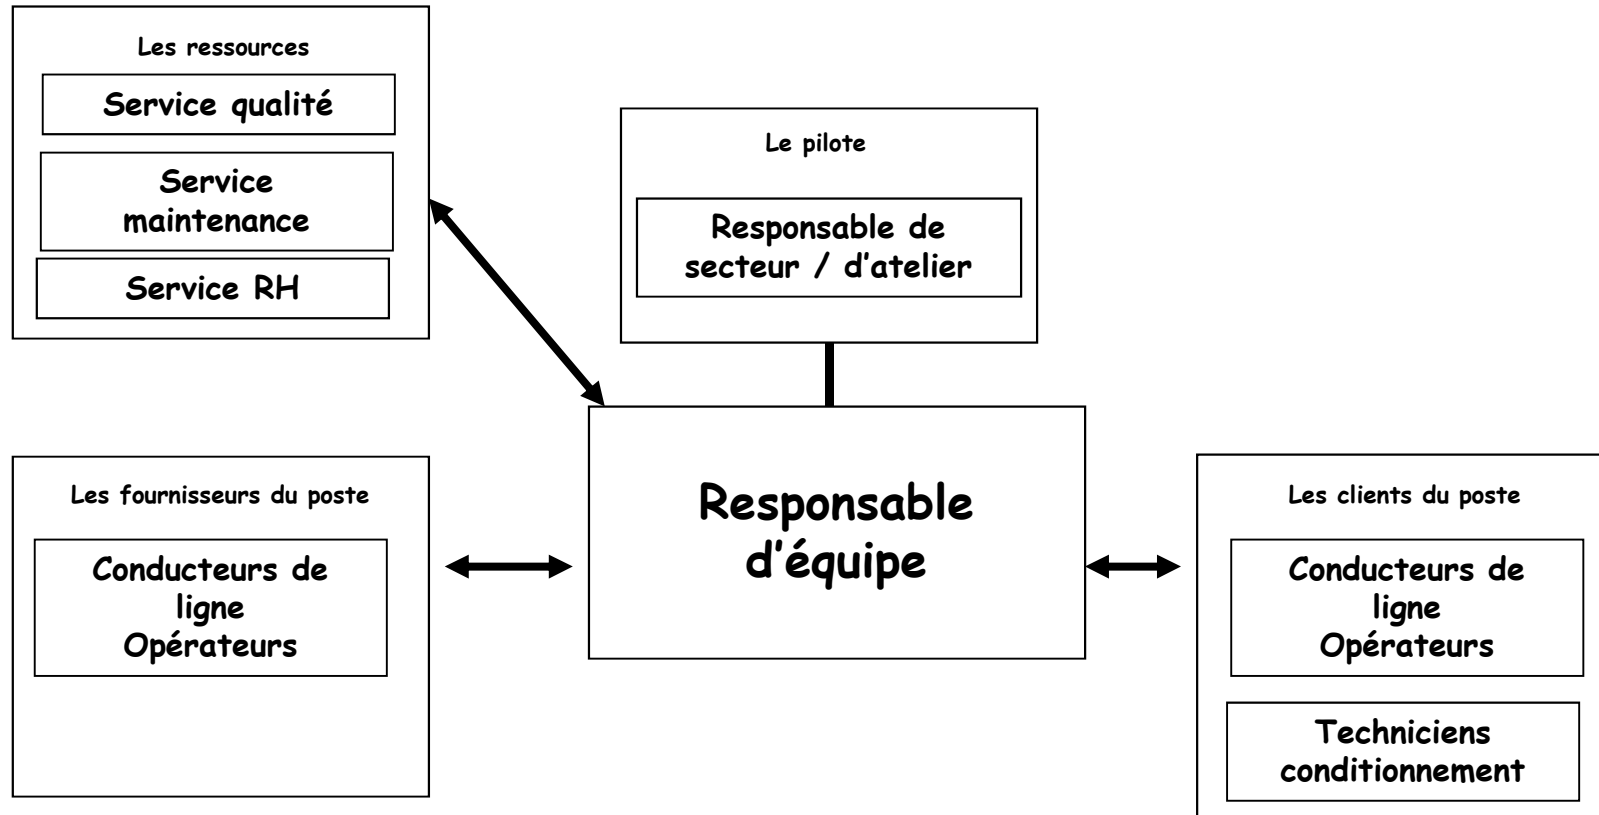 Les ressources
Service qualité
Service
maintenance
Service RH
Le pilote
Responsable de
secteur / d'atelier
Responsable
d'équipe
Les fournisseurs du poste
Conducteurs de
ligne
Opérateurs
Les clients du poste
Conducteurs de
ligne
Opérateurs
Techniciens
conditionnement